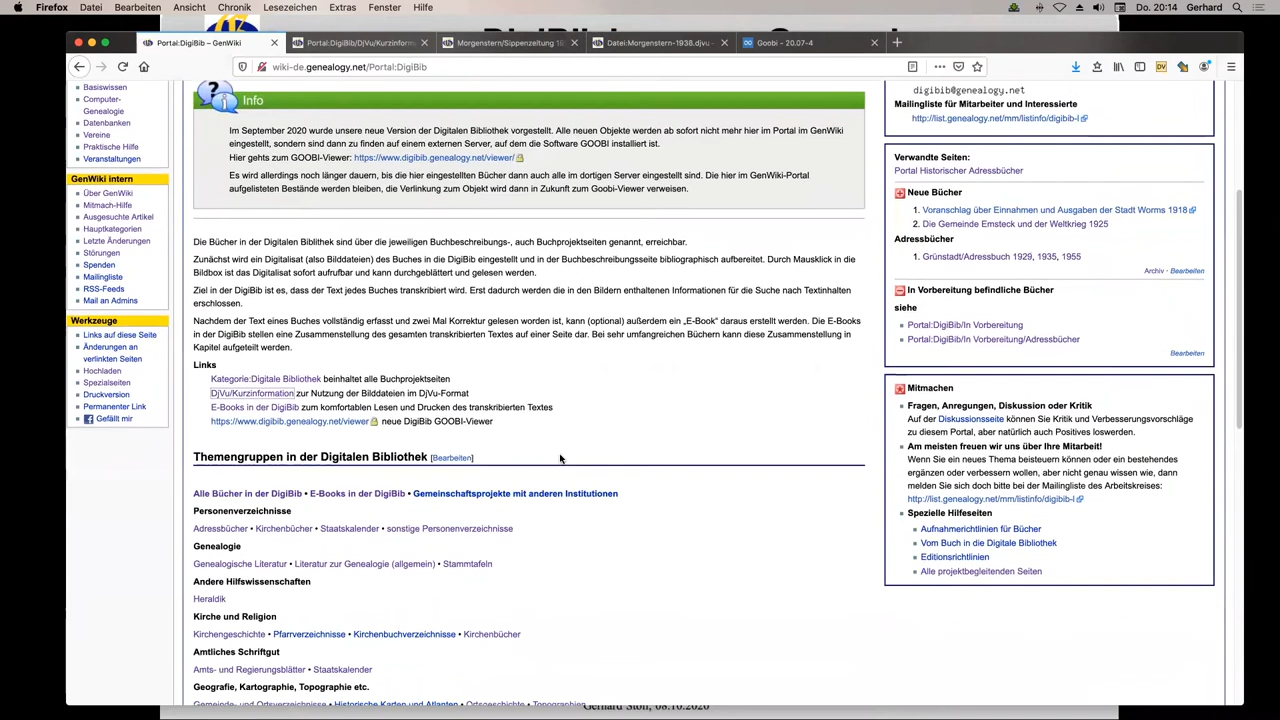 Firefox Datei Bearbeiten Ansicht Chronik Lesezeichen Extras Fenster Hilfe
Do. 20:14 Gerhard
Portal:DigiBib – GenWiki
Portal:DigiBib/DjVu/Kurzinform
Morgenstern/Sippenzeitung
Datei:Morgenstern-1936.djvu
Goobi - 20.07-4
wiki-de.genealogy.net/Portal:DigiBib
Basiswissen
Computer-
Genealogie
Datenbanken
Vereine
Praktische Hilfe
Veranstaltungen
GenWiki intern
Über GenWiki
Mitmach-Hilfe
Ausgesuchte Artikel
Hauptkategorien
Letzte Änderungen
Störungen
Spenden
Mailingliste
RSS-Feeds
Mail an Admins
Werkzeuge
Links auf diese Seite
Änderungen an
verlinkten Seiten
Hochladen
Spezialseiten
Druckversion
Permanenter Link
Gefällt mir
Info
Im September 2020 wurde unsere neue Version der Digitalen Bibliothek vorgestellt. Alle neuen Objekte werden ab sofort nicht mehr hier im Portal im GenWiki
eingestellt, sondern sind dazu finden auf einem externen Server, auf dem die Software GOOBI installiert ist.
Hier gehts zum GOOBI-Viewer: https://www.digibib.genealogy.net/viewer/
Es wird allerdings noch länger dauern, bis die hier eingestellten Bücher dann auch alle im dortigen Server eingestellt sind. Die hier im GenWiki-Portal
aufgelisteten Bestände werden bleiben, die Verlinkung zum Objekt wird dann in Zukunft zum Goobi-Viewer verweisen.
Die Bücher in der Digitalen Biblithek sind über die jeweiligen Buchbeschreibungs-, auch Buchprojektseiten genannt, erreichbar.
Zunächst wird ein Digitalisat (also Bilddateien) des Buches in die DigiBib eingestellt und in der Buchbeschreibungsseite bibliographisch aufbereitet. Durch Mausklick in die
Bildbox ist das Digitalisat sofort aufrufbar und kann durchgeblättert und gelesen werden.
Ziel in der DigiBib ist es, dass der Text jedes Buches transkribiert wird. Erst dadurch werden die in den Bildern enthaltenen Informationen für die Suche nach Textinhalten
erschlossen.
Nachdem der Text eines Buches vollständig erfasst und zwei Mal Korrektur gelesen worden ist, kann (optional) außerdem ein „E-Book" daraus erstellt werden. Die E-Books
in der DigiBib stellen eine Zusammenstellung des gesamten transkribierten Textes auf einer Seite dar. Bei sehr umfangreichen Büchern kann diese Zusammenstellung in
Kapitel aufgeteilt werden.
Links
Kategorie:Digitale Bibliothek beinhaltet alle Buchprojektseiten
DjVu/Kurzinformation zur Nutzung der Bilddateien im DjVu-Format
E-Books in der DigiBib zum komfortablen Lesen und Drucken des transkribierten Textes
https://www.digibib.genealogy.net/viewer neue DigiBib GOOBI-Viewer
Themengruppen in der Digitalen Bibliothek [Bearbeiten]
Alle Bücher in der DigiBib • E-Books in der DigiBib • Gemeinschaftsprojekte mit anderen Institutionen
Personenverzeichnisse
Adressbücher • Kirchenbücher • Staatskalender • sonstige Personenverzeichnisse
Genealogie
Genealogische Literatur • Literatur zur Genealogie (allgemein) • Stammtafeln
Andere Hilfswissenschaften
Heraldik
Kirche und Religion
Kirchengeschichte • Pfarrverzeichnisse • Kirchenbuchverzeichnisse • Kirchenbücher
Amtliches Schriftgut
Amts- und Regierungsblätter • Staatskalender
Geografie, Kartographie, Topographie etc.
Gemeinde- und Ortsverzeichnisse • Historische Karten und Atlanten • Ortsgeschichte • Topographien
digibib@genealogy.net
Mailingliste für Mitarbeiter und Interessierte
http://list.genealogy.net/mm/listinfo/digibib-l
Verwandte Seiten:
Portal Historischer Adressbücher
Neue Bücher
1. Voranschlag über Einnahmen und Ausgaben der Stadt Worms 1918
2. Die Gemeinde Emsteck und der Weltkrieg 1925
Adressbücher
1. Grünstadt/Adressbuch 1929, 1935, 1955
Archiv · Bearbeiten
In Vorbereitung befindliche Bücher
siehe
Portal:DigiBib/In Vorbereitung
Portal:DigiBib/In Vorbereitung/Adressbücher
Bearbeiten
Mitmachen
Fragen, Anregungen, Diskussion oder Kritik
Auf der Diskussionsseite können Sie Kritik und Verbesserungsvorschläge
zu diesem Portal, aber natürlich auch Positives loswerden.
Am meisten freuen wir uns über Ihre Mitarbeit!
Wenn Sie ein neues Thema beisteuern können oder ein bestehendes
ergänzen oder verbessern wollen, aber nicht genau wissen wie, dann
melden Sie sich doch bitte bei der Mailingliste des Arbeitskreises:
http://list.genealogy.net/mm/listinfo/digibib-l
Spezielle Hilfeseiten
Aufnahmerichtlinien für Bücher
Vom Buch in die Digitale Bibliothek
Editionsrichtlinien
Alle projektbegleitenden Seiten
Gerhard Stoll, 08.10.2020